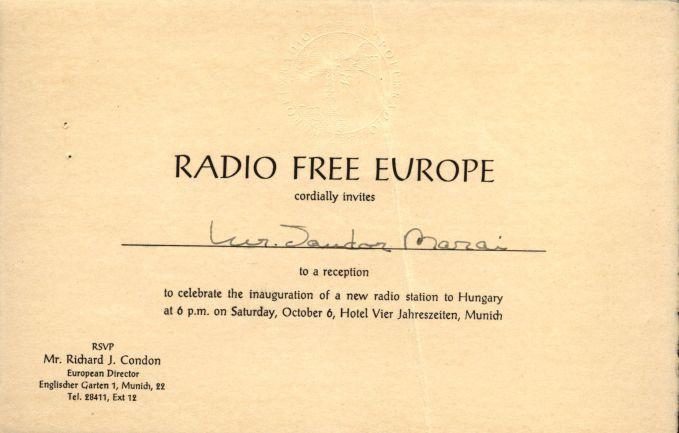 RADIO FREE EUROPE
cordially invites
Mr. Sandor Marai
to a reception
to celebrate the inauguration of a new radio station to Hungary
at 6 p.m. on Saturday, October 6, Hotel Vier Jahreszeiten, Munich
RSVP
Mr. Richard J. Condon
European Director
Englischer Garten 1, Munich, 22
Tel. 28411, Ext 12